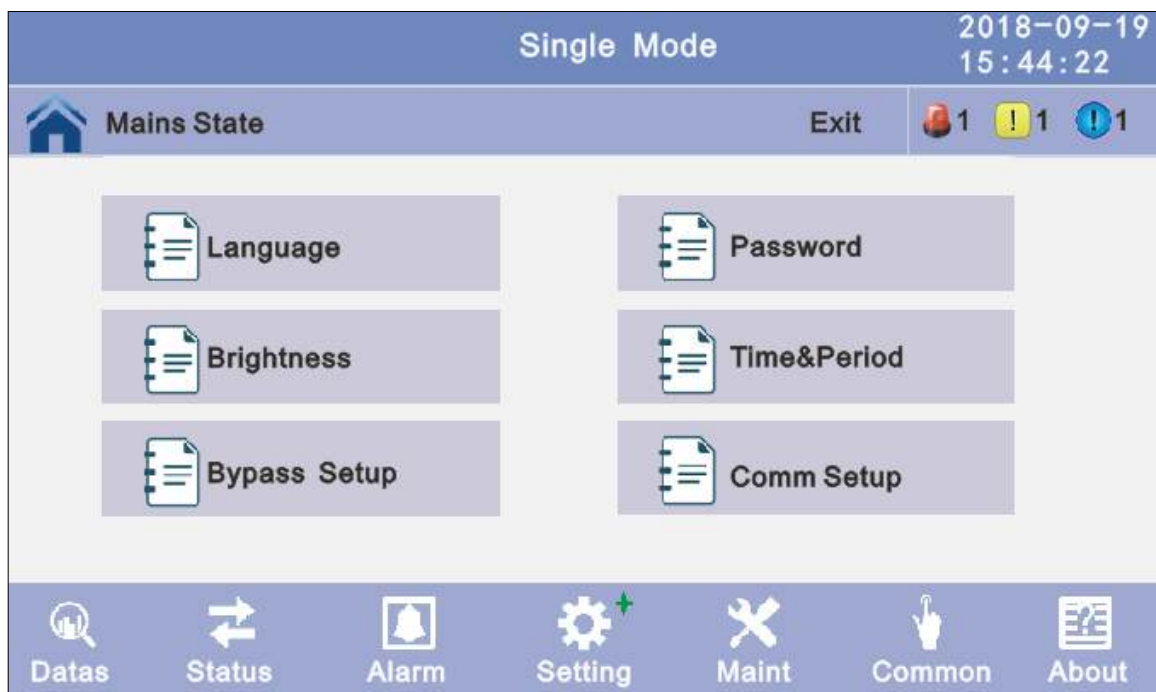 Single Mode
2018-09-19
15:44:22
Mains State
Exit
1
! 1
! 1
Language
Password
Brightness
Time&Period
Bypass Setup
Comm Setup
Datas
Status
Alarm
Setting
Maint
Common
?
About